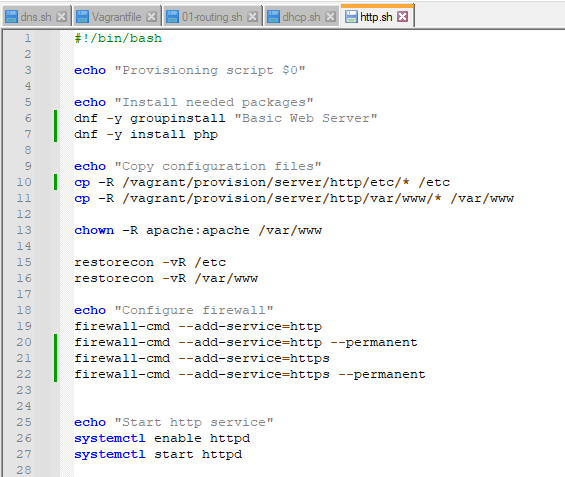 dns.sh Vagrantfile 01-routing.sh dhcp.sh http.sh
1 #!/bin/bash
2
3 echo "Provisioning script $0"
4
5 echo "Install needed packages"
6 dnf -y groupinstall "Basic Web Server"
7 dnf -y install php
8
9 echo "Copy configuration files"
10 cp -R /vagrant/provision/server/http/etc/* /etc
11 cp -R /vagrant/provision/server/http/var/www/* /var/www
12
13 chown -R apache:apache /var/www
14
15 restorecon -vR /etc
16 restorecon -vR /var/www
17
18 echo "Configure firewall"
19 firewall-cmd --add-service=http
20 firewall-cmd --add-service=http --permanent
21 firewall-cmd --add-service=https
22 firewall-cmd --add-service=https --permanent
23
24
25 echo "Start http service"
26 systemctl enable httpd
27 systemctl start httpd
28